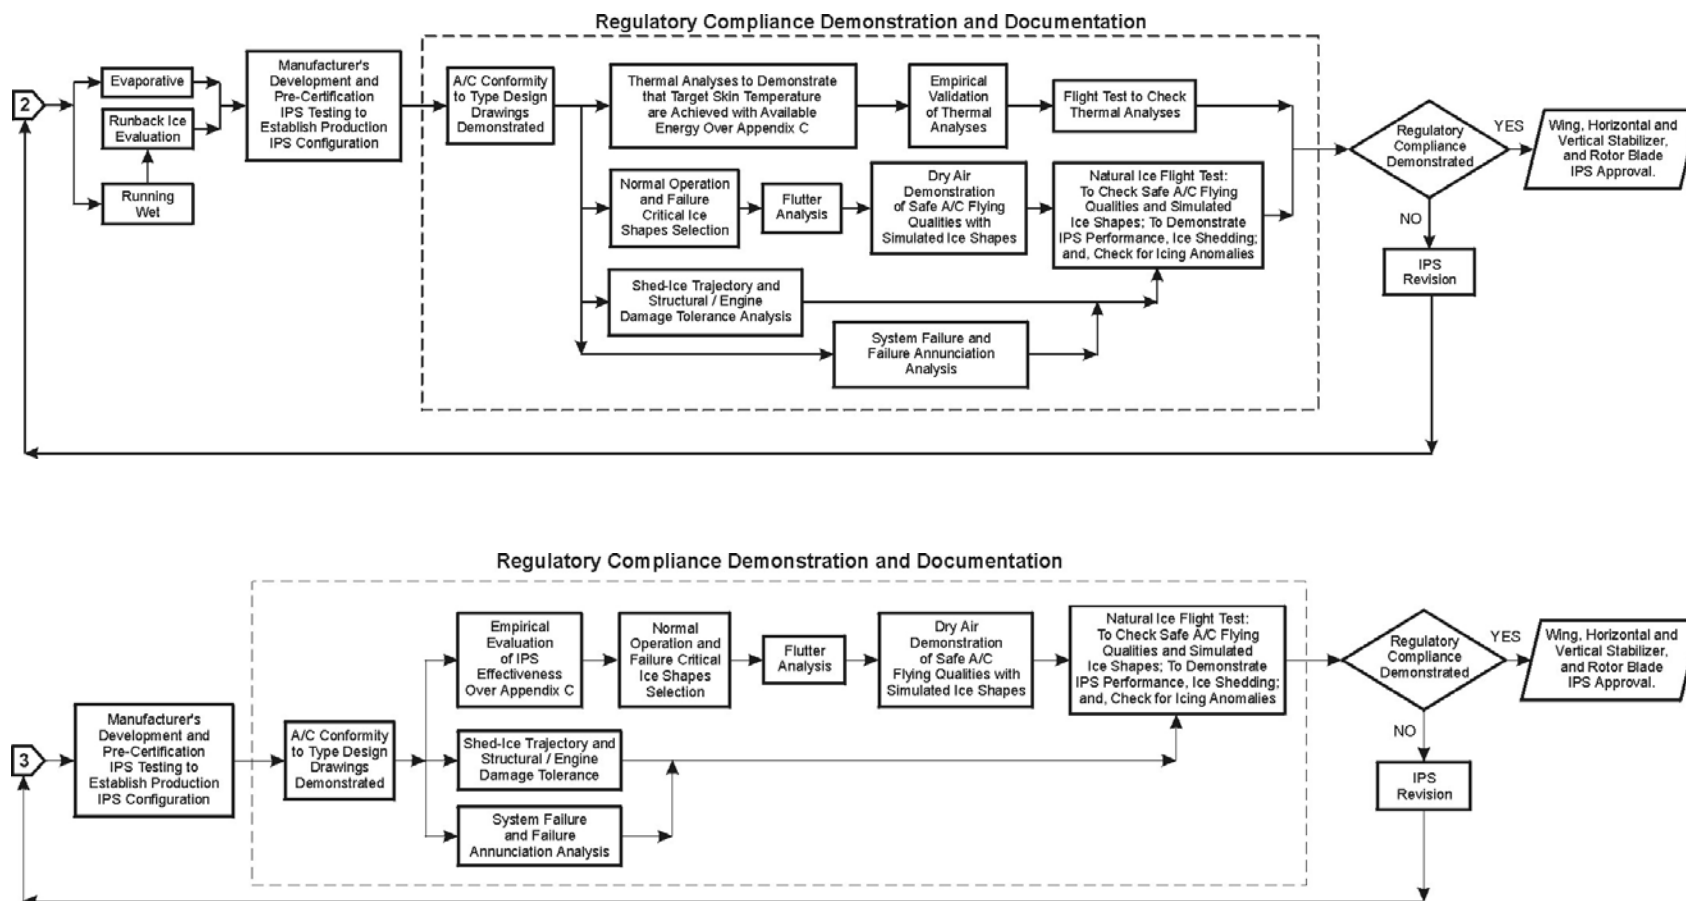 Regulatory Compliance Demonstration and Documentation
2
Evaporative
Runback Ice
Evaluation
Running
Wet
Manufacturer's
Development and
Pre-Certification
IPS Testing to
Establish Production
IPS Configuration
A/C Conformity
to Type Design
Drawings
Demonstrated
Thermal Analyses to Demonstrate
that Target Skin Temperature
are Achieved with Available
Energy Over Appendix C
Empirical
Validation
of Thermal
Analyses
Flight Test to Check
Thermal Analyses
Normal Operation
and Failure
Critical Ice
Shapes Selection
Flutter
Analysis
Dry Air
Demonstration
of Safe A/C Flying
Qualities with
Simulated Ice Shapes
Natural Ice Flight Test:
To Check Safe A/C Flying
Qualities and Simulated
Ice Shapes; To Demonstrate
IPS Performance, Ice Shedding;
and, Check for Icing Anomalies
Shed-Ice Trajectory and
Structural / Engine
Damage Tolerance Analysis
System Failure and
Failure Annunciation
Analysis
Regulatory
Compliance
Demonstrated
YES
Wing, Horizontal and
Vertical Stabilizer,
and Rotor Blade
IPS Approval.
NO
IPS
Revision
Regulatory Compliance Demonstration and Documentation
3
Manufacturer's
Development and
Pre-Certification
IPS Testing to
Establish Production
IPS Configuration
A/C Conformity
to Type Design
Drawings
Demonstrated
Empirical
Evaluation
of IPS
Effectiveness
Over Appendix C
Normal
Operation and
Failure Critical
Ice Shapes
Selection
Flutter
Analysis
Dry Air
Demonstration
of Safe A/C
Flying Qualities with
Simulated Ice Shapes
Natural Ice Flight Test:
To Check Safe A/C Flying
Qualities and Simulated
Ice Shapes; To Demonstrate
IPS Performance, Ice Shedding;
and, Check for Icing Anomalies
Shed-Ice Trajectory and
Structural / Engine
Damage Tolerance
System Failure
and Failure
Annunciation Analysis
Regulatory
Compliance
Demonstrated
YES
Wing, Horizontal and
Vertical Stabilizer,
and Rotor Blade
IPS Approval.
NO
IPS
Revision